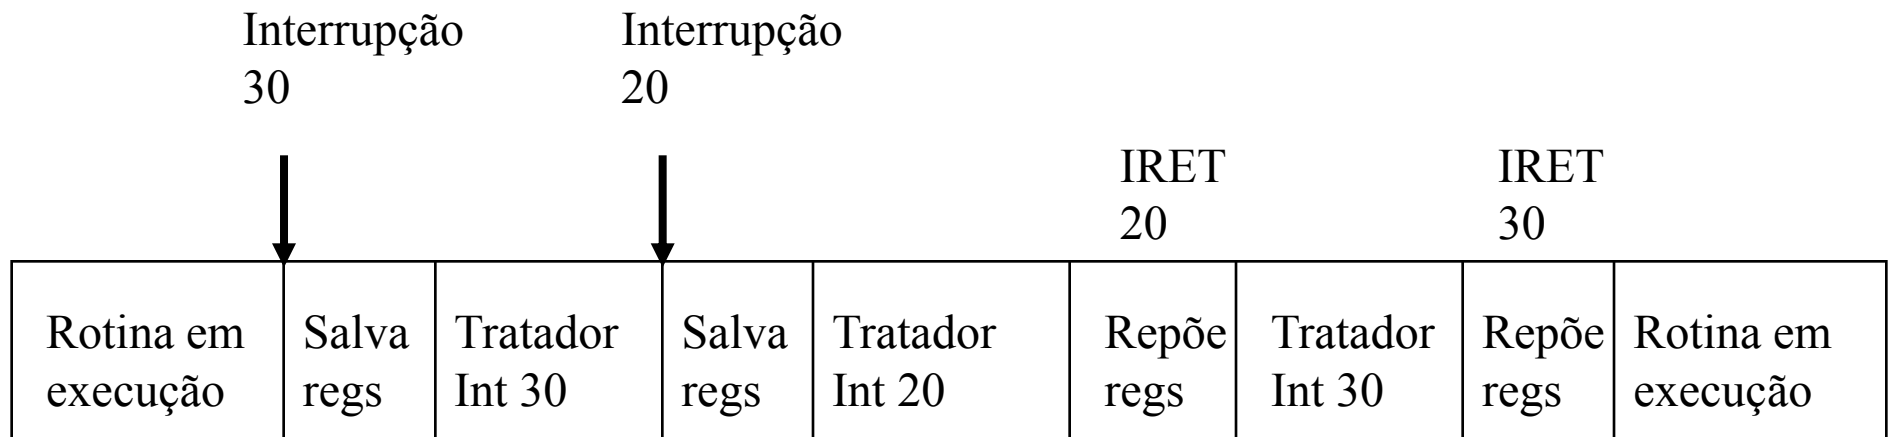 Interrupção
30
Interrupção
20
IRET
20
IRET
30
Rotina em
execução
Salva
regs
Tratador
Int 30
Salva
regs
Tratador
Int 20
Repõe
regs
Tratador
Int 30
Repõe
regs
Rotina em
execução